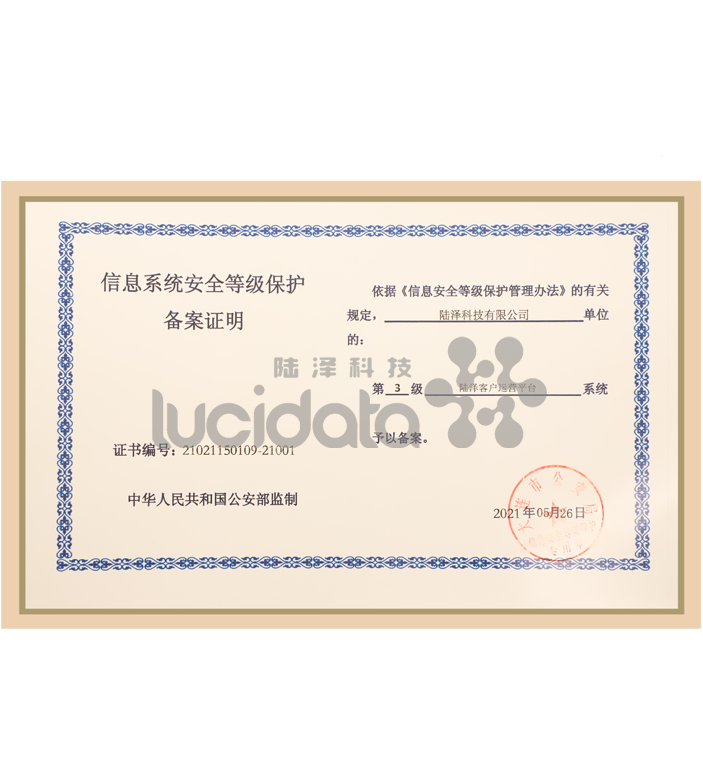 信息系统安全等级保护
备案证明
证书编号：21021150109-21001
中华人民共和国公安部监制
依据《信息安全等级保护管理办法》的有关
规定，陆泽科技有限公司单位
的：
第 3 级 陆泽客户运营平台 系统
予以备案。
2021年05月26日
大连市公安局
专用章
陆泽科技
lucidata